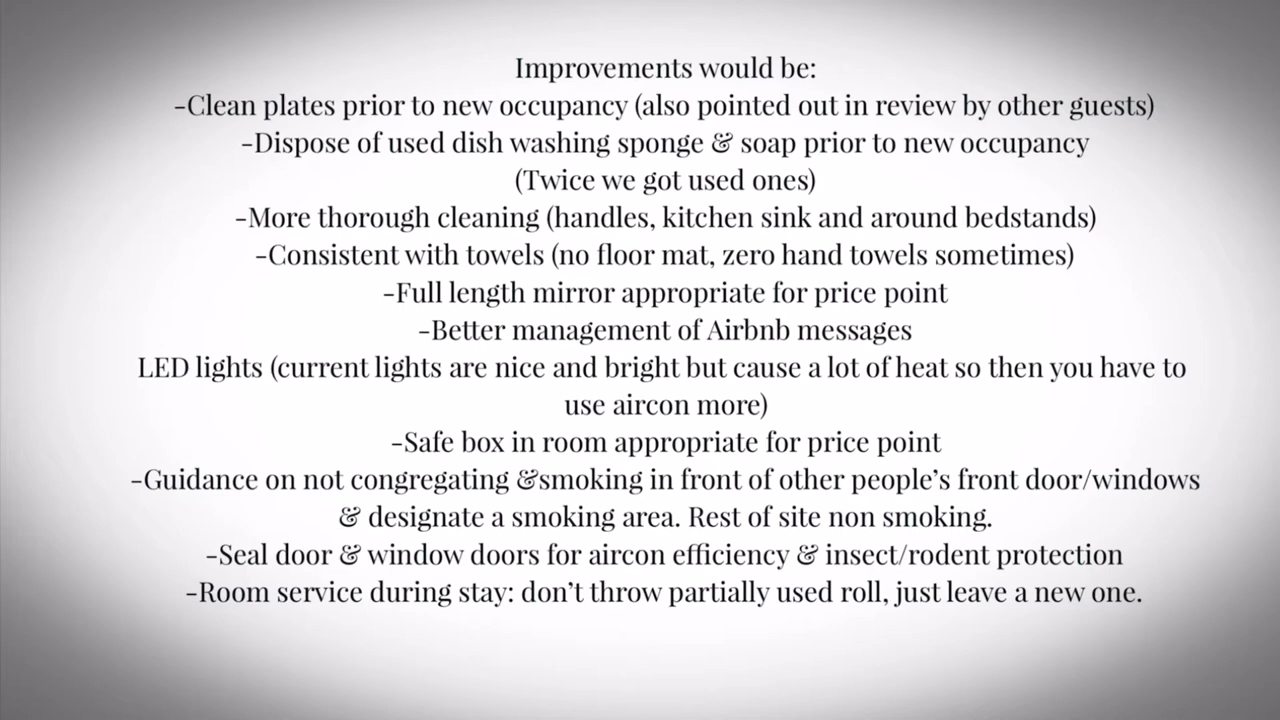 Improvements would be:
-Clean plates prior to new occupancy (also pointed out in review by other guests)
-Dispose of used dish washing sponge & soap prior to new occupancy
(Twice we got used ones)
-More thorough cleaning (handles, kitchen sink and around bedstands)
-Consistent with towels (no floor mat, zero hand towels sometimes)
-Full length mirror appropriate for price point
-Better management of Airbnb messages
LED lights (current lights are nice and bright but cause a lot of heat so then you have to
use aircon more)
-Safe box in room appropriate for price point
-Guidance on not congregating &smoking in front of other people’s front door/windows
& designate a smoking area. Rest of site non smoking.
-Seal door & window doors for aircon efficiency & insect/rodent protection
-Room service during stay: don’t throw partially used roll, just leave a new one.